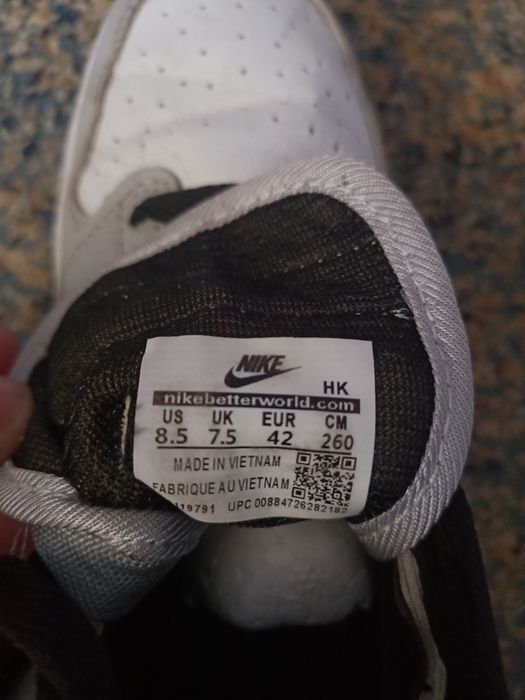 NIKE
HK
nikebetterworld.com
US UK EUR CM
8.5 7.5 42 260
MADE IN VIETNAM
FABRIQUE AU VIETNAM
119791 UPC 00884726282182